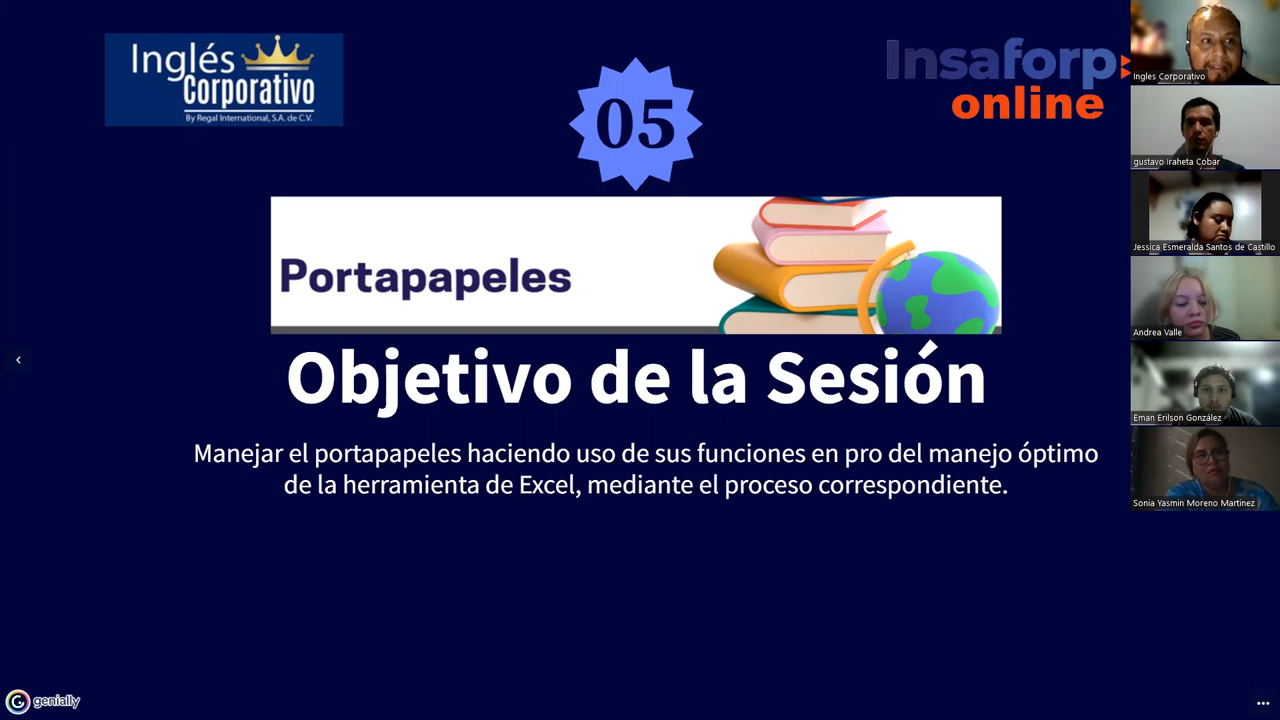 Inglés
Corporativo
By Regal International, S.A. de C.V.
05
Insaforp
online
Portapapeles
Objetivo de la Sesión
Manejar el portapapeles haciendo uso de sus funciones en pro del manejo óptimo
de la herramienta de Excel, mediante el proceso correspondiente.
Ingles Corporativo
gustavo Iraheta Cobar
Jessica Esmeralda Santos de Castillo
Andrea Valle
Eman Erilson González
Sonia Yasmin Moreno Martinez
genially